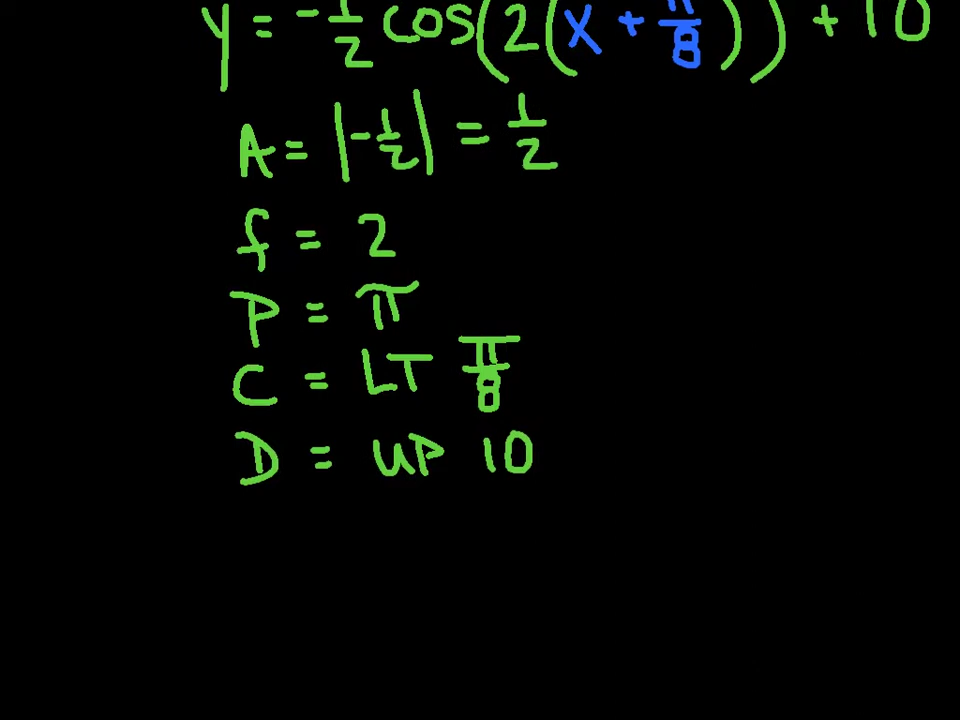 y = -1/2 cos(2(x + π/8)) + 10
A = |-1/2| = 1/2
f = 2
P = π
C = LT π/8
D = UP 10